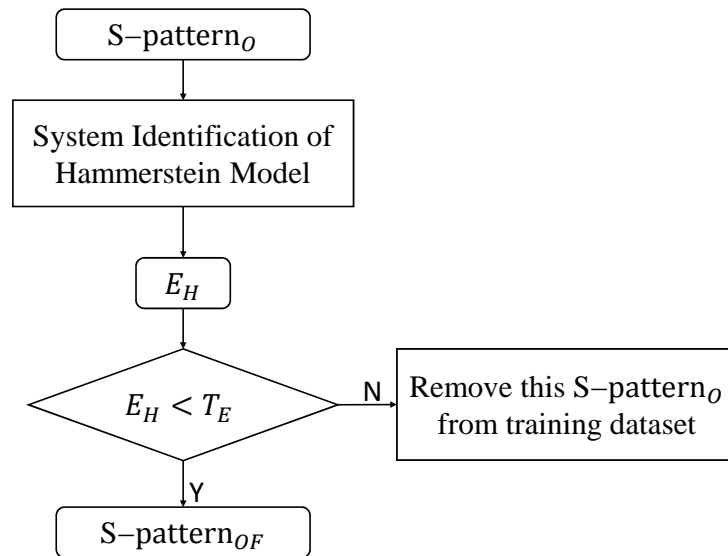 S−pattern_O
System Identification of
Hammerstein Model
E_H
E_H < T_E
N
Remove this S−pattern_O
from training dataset
Y
S−pattern_OF